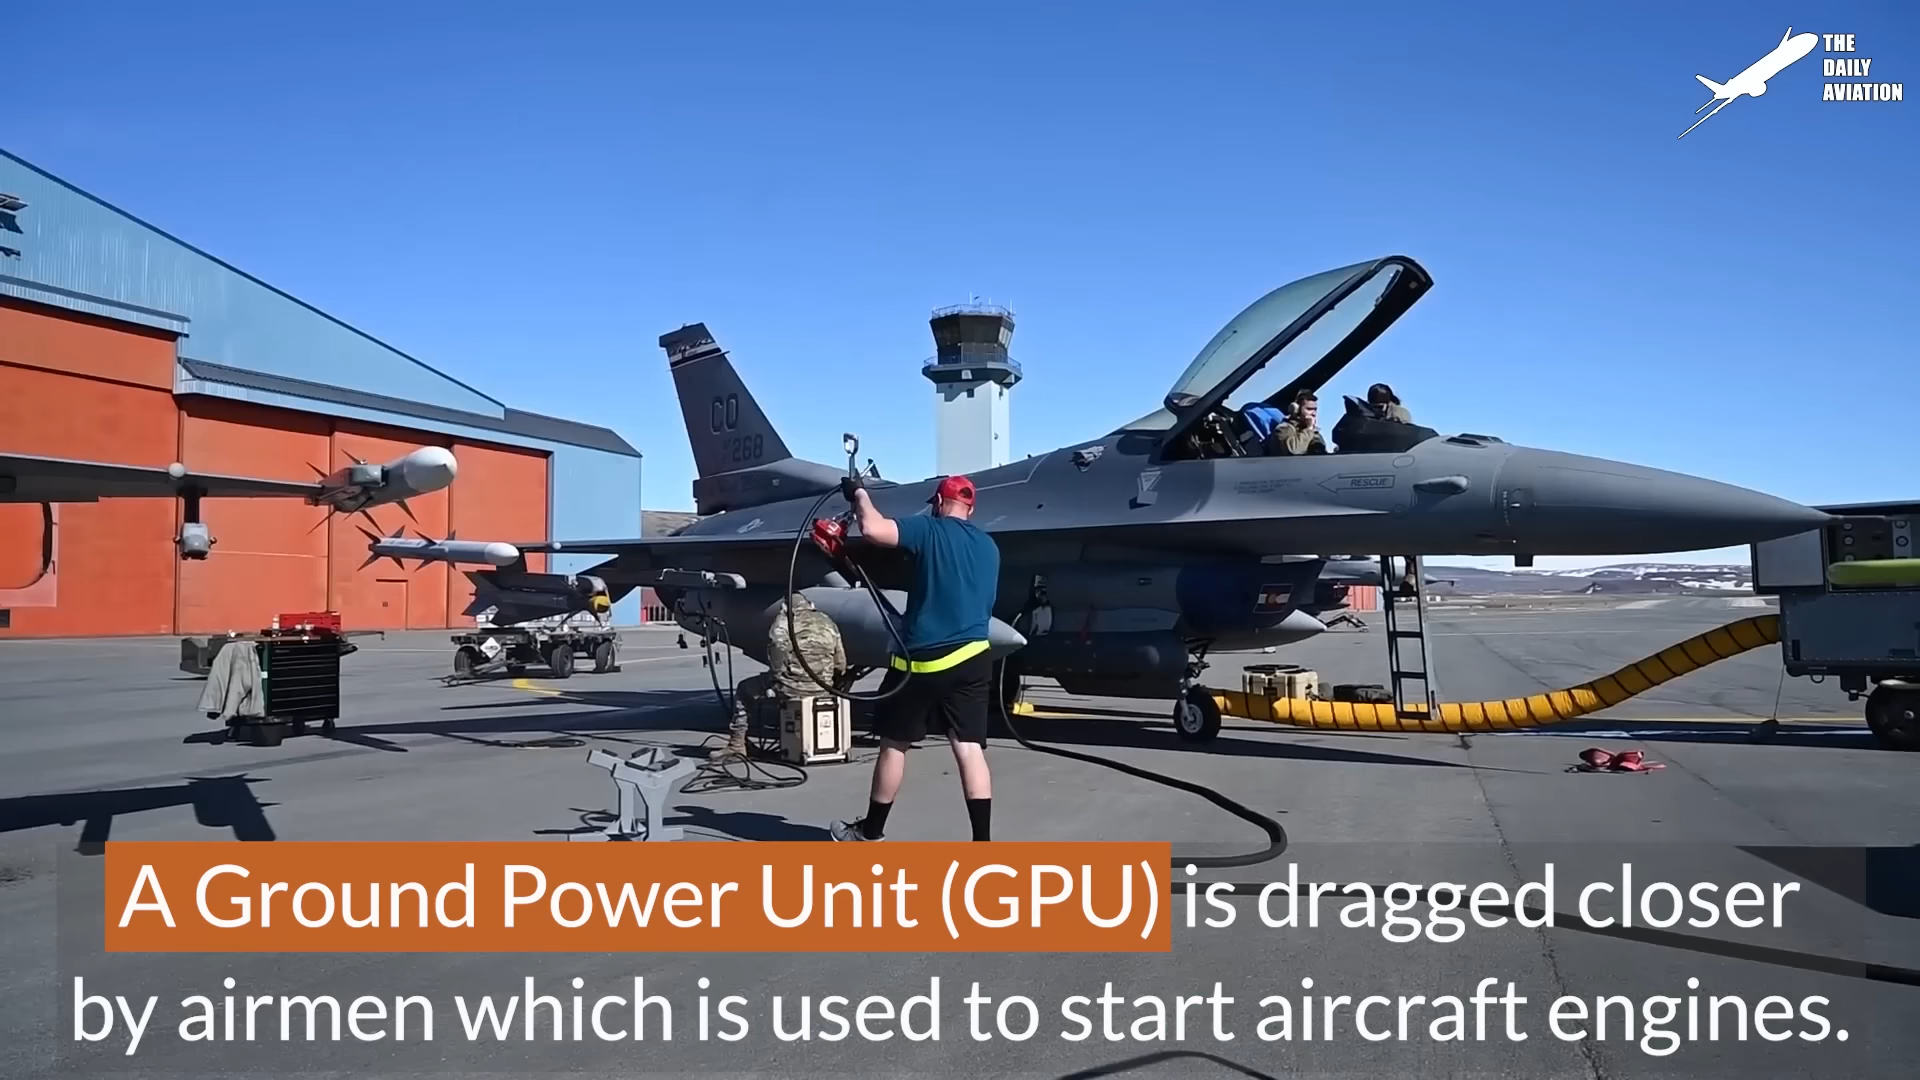 THE
DAILY
AVIATION
CO
268
RESCUE
A Ground Power Unit (GPU) is dragged closer
by airmen which is used to start aircraft engines.